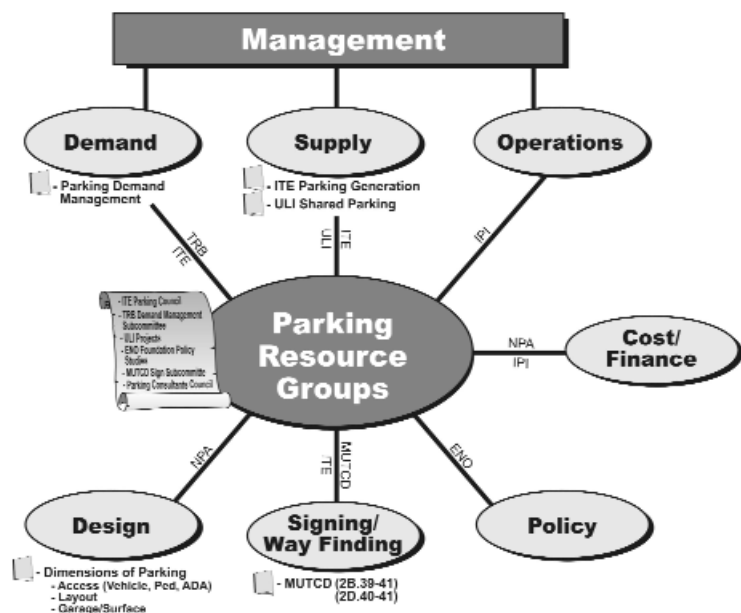 Management
Demand
Supply
Operations
- Parking Demand
Management
- ITE Parking Generation
- ULI Shared Parking
TRB
ITE
ULI
ITE
IPI
- ITE Parking Council
- TRB Demand Management
Subcommittee
- ULI Projects
- ENO Foundation Policy
Studies
- MUTCD Sign Subcommittic
- Parking Consultants Council
Parking
Resource
Groups
NPA
IPI
Cost/
Finance
NPA
ITE
MUTCD
ENO
Design
Signing/
Way Finding
Policy
- Dimensions of Parking
- Access (Vehicle, Ped, ADA)
- Layout
- Garage/Surface
- MUTCD (2B.39-41)
(2D.40-41)